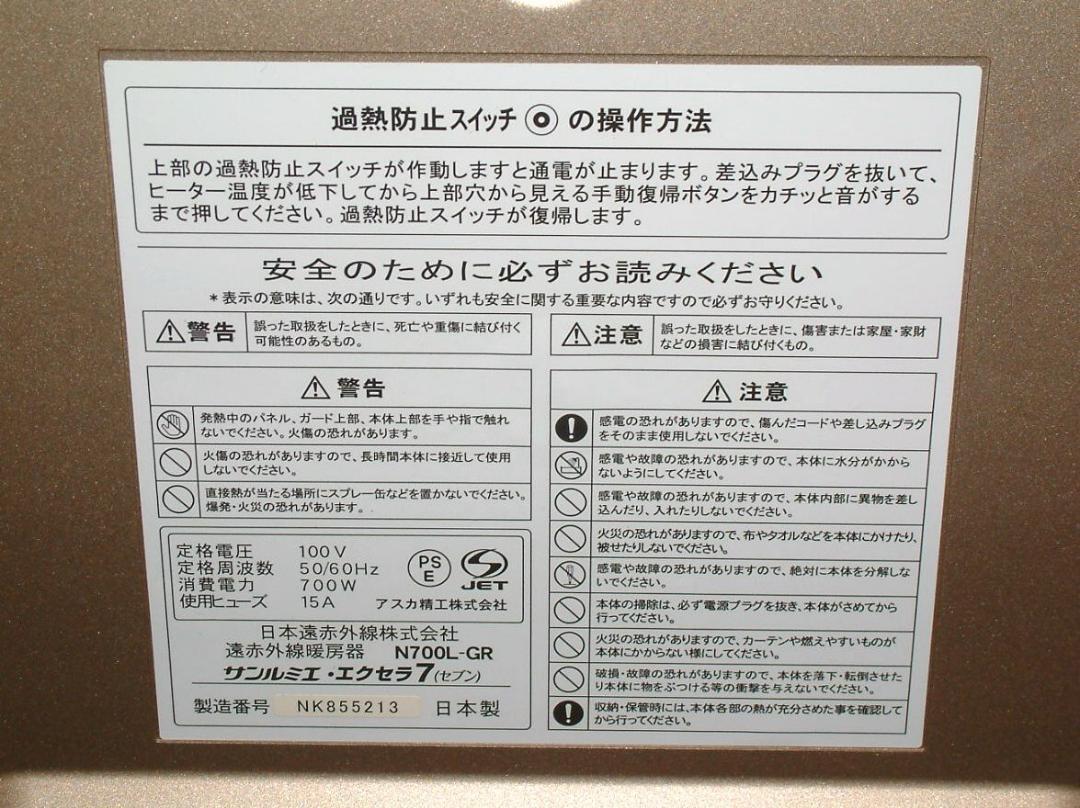 過熱防止スイッチ の操作方法
上部の過熱防止スイッチが作動しますと通電が止まります。差込みプラグを抜いて、
ヒーター温度が低下してから上部穴から見える手動復帰ボタンをカチッと音がする
まで押してください。過熱防止スイッチが復帰します。
安全のために必ずお読みください
*表示の意味は、次の通りです。いずれも安全に関する重要な内容ですので必ずお守りください。
警告
誤った取扱をしたときに、死亡や重傷に結び付く
可能性のあるもの。
注意
誤った取扱をしたときに、傷害または家屋・家財
などの損害に結び付くもの。
警告
発熱中のパネル、ガード上部、本体上部を手や指で触れ
ないでください。火傷の恐れがあります。
火傷の恐れがありますので、長時間本体に接近して使用
しないでください。
直接熱が当たる場所にスプレー缶などを置かないでください。
爆発・火災の恐れがあります。
定格電圧 100V
定格周波数 50/60Hz
消費電力 700W
使用ヒューズ 15A
PS
E
JET
アスカ精工株式会社
日本遠赤外線株式会社
遠赤外線暖房器 N700L-GR
サンルミエ・エクセラ7(セブン)
製造番号 NK855213 日本製
注意
感電の恐れがありますので、傷んだコードや差し込みプラグ
をそのまま使用しないでください。
感電や故障の恐れがありますので、本体に水分がかから
ないようにしてください。
感電や故障の恐れがありますので、本体内部に異物を差し
込んだり、入れたりしないでください。
火災の恐れがありますので、布やタオルなどを本体にかけたり、
被せたりしないでください。
感電や故障の恐れがありますので、絶対に本体を分解しな
いでください。
本体の掃除は、必ず電源プラグを抜き、本体がさめてから
行ってください。
火災の恐れがありますので、カーテンや燃えやすいものが
本体にかからない様にしてください。
破損・故障の恐れがありますので、本体を落下・転倒させた
り本体に物をぶつける等の衝撃を与えないでください。
収納・保管時には、本体各部の熱が充分さめた事を確認して
から行ってください。